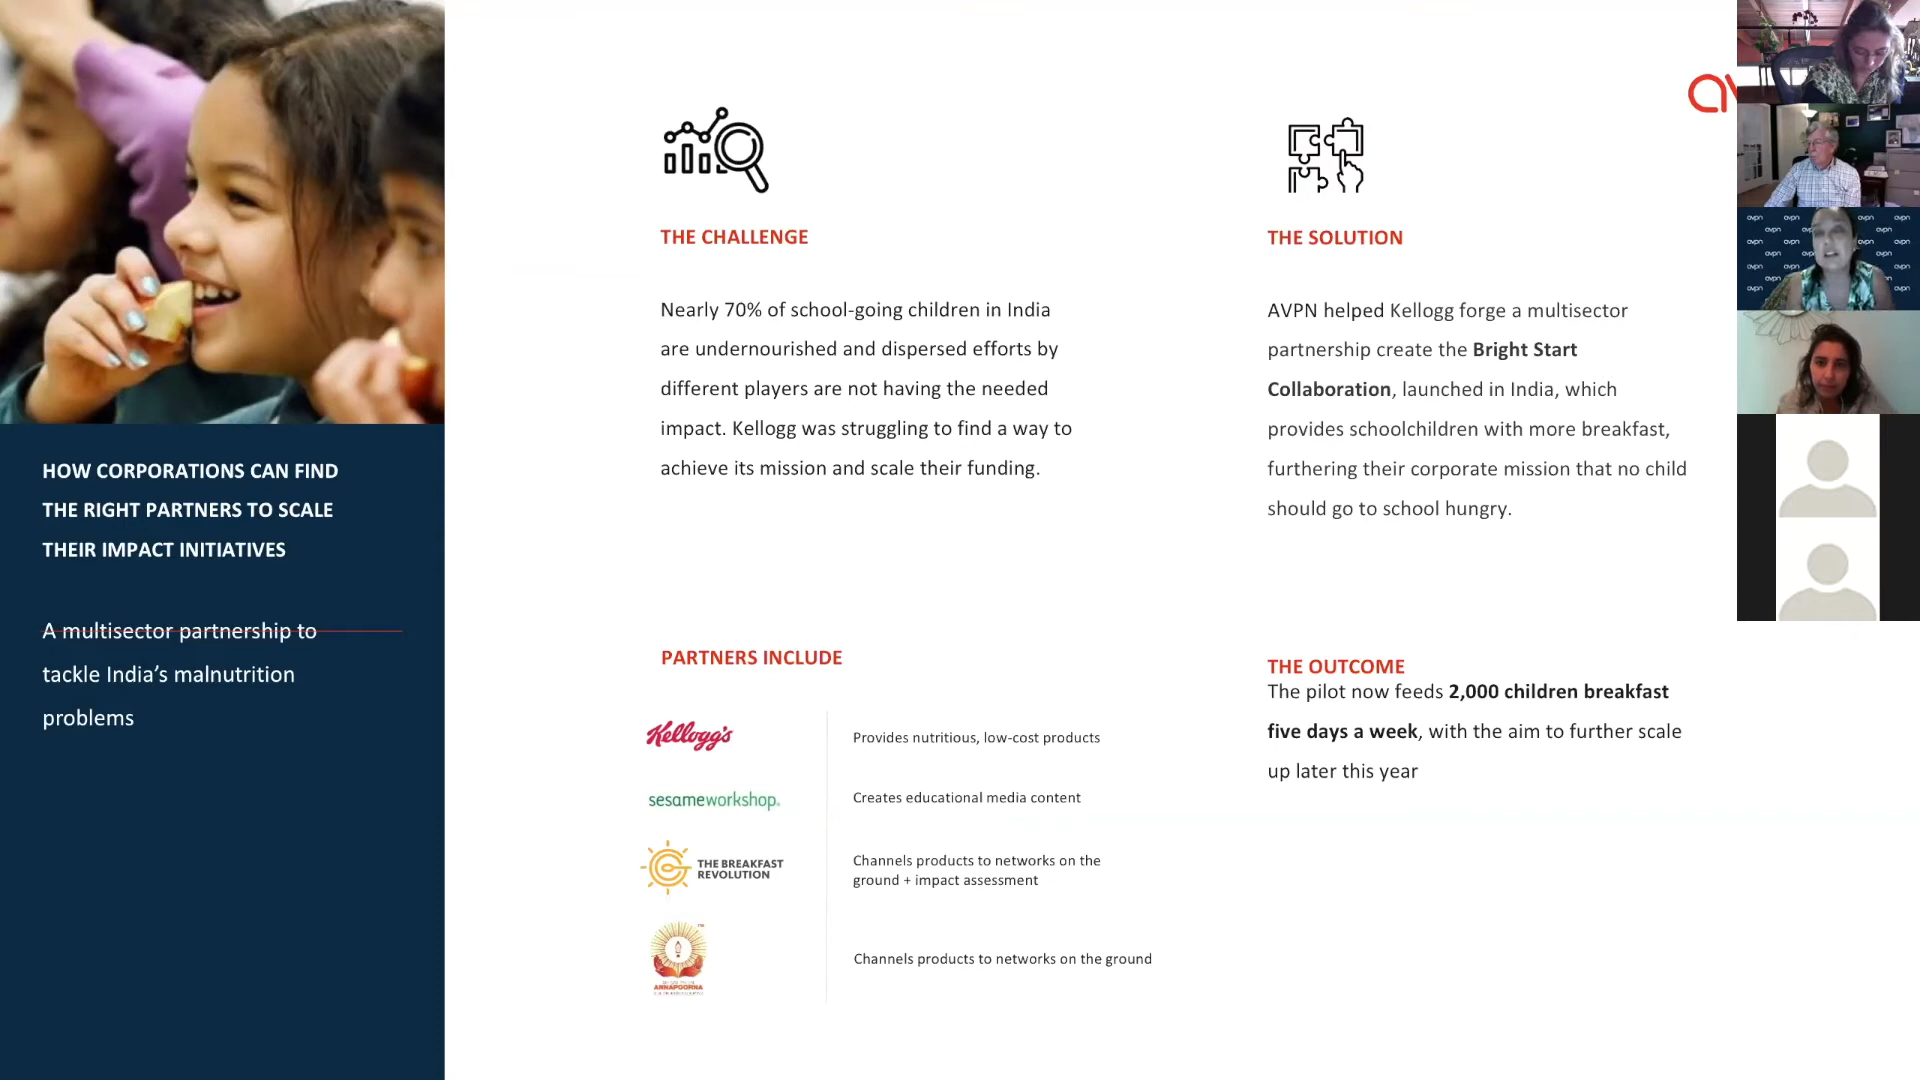 HOW CORPORATIONS CAN FIND
THE RIGHT PARTNERS TO SCALE
THEIR IMPACT INITIATIVES
A multisector partnership to
tackle India’s malnutrition
problems
THE CHALLENGE
Nearly 70% of school-going children in India
are undernourished and dispersed efforts by
different players are not having the needed
impact. Kellogg was struggling to find a way to
achieve its mission and scale their funding.
THE SOLUTION
AVPN helped Kellogg forge a multisector
partnership create the Bright Start
Collaboration, launched in India, which
provides schoolchildren with more breakfast,
furthering their corporate mission that no child
should go to school hungry.
PARTNERS INCLUDE
Kellogg's
Provides nutritious, low-cost products
sesameworkshop.
Creates educational media content
THE BREAKFAST
REVOLUTION
Channels products to networks on the
ground + impact assessment
ANNAPOORNA
Channels products to networks on the ground
THE OUTCOME
The pilot now feeds 2,000 children breakfast
five days a week, with the aim to further scale
up later this year
av
avpn avpn avpn avpn